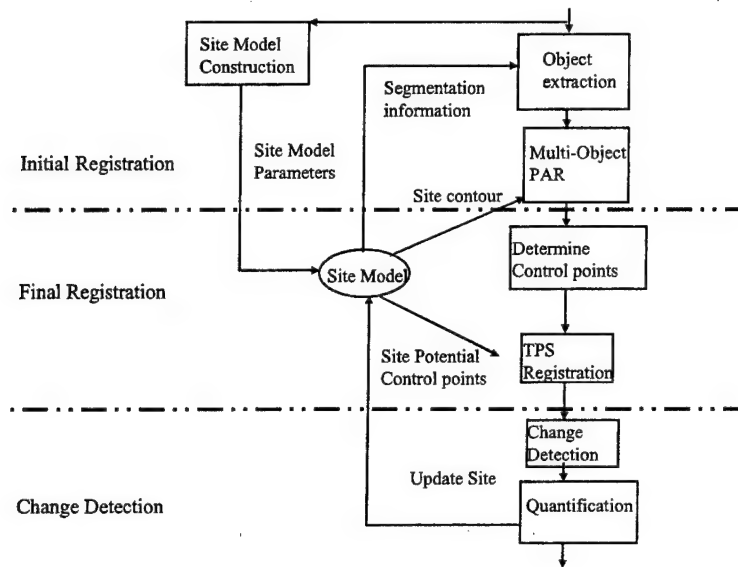 Site Model
Construction
Object
extraction
Segmentation
information
Initial Registration
Site Model
Parameters
Multi-Object
PAR
Site contour
Determine
Control points
Site Model
Final Registration
Site Potential
Control points
TPS
Registration
Change
Detection
Update Site
Quantification
Change Detection